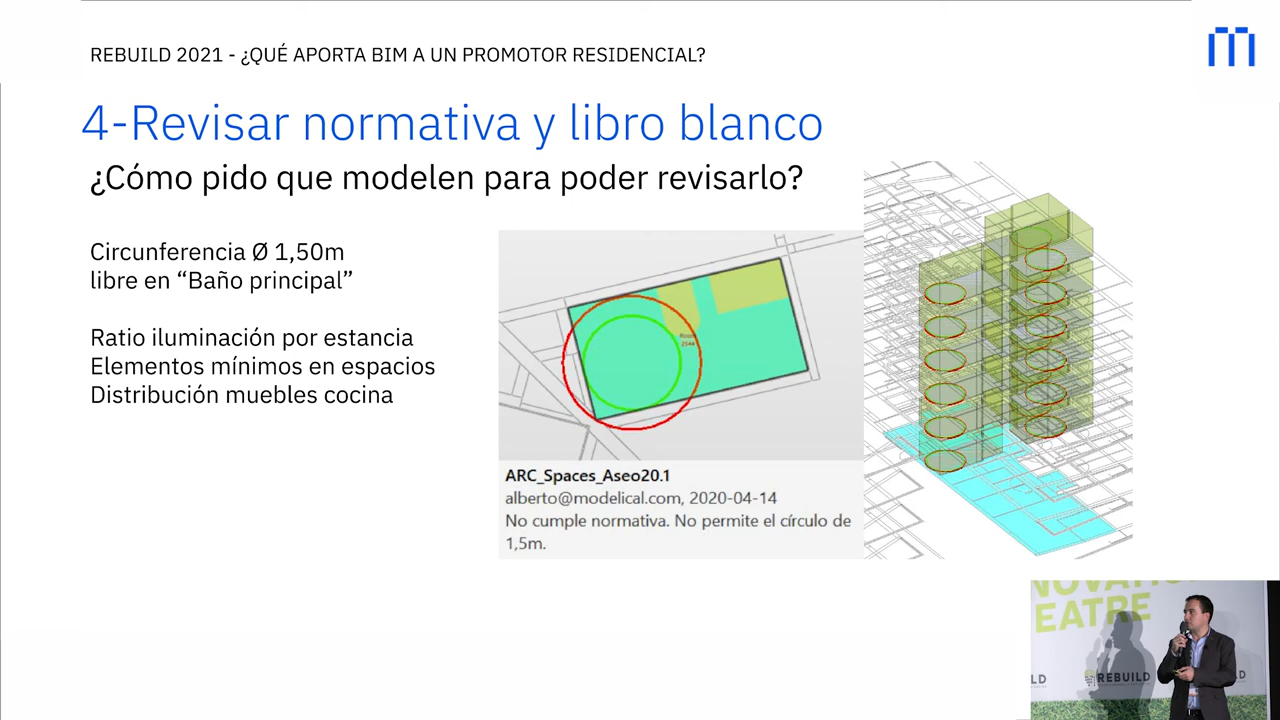 REBUILD 2021 - ¿QUÉ APORTA BIM A UN PROMOTOR RESIDENCIAL?
4-Revisar normativa y libro blanco
¿Cómo pido que modelen para poder revisarlo?
Circunferencia Ø 1,50m
libre en “Baño principal”
Ratio iluminación por estancia
Elementos mínimos en espacios
Distribución muebles cocina
ARC_Spaces_Aseo20.1
alberto@modelical.com, 2020-04-14
No cumple normativa. No permite el círculo de
1,5m.
EATRE
REBUILD